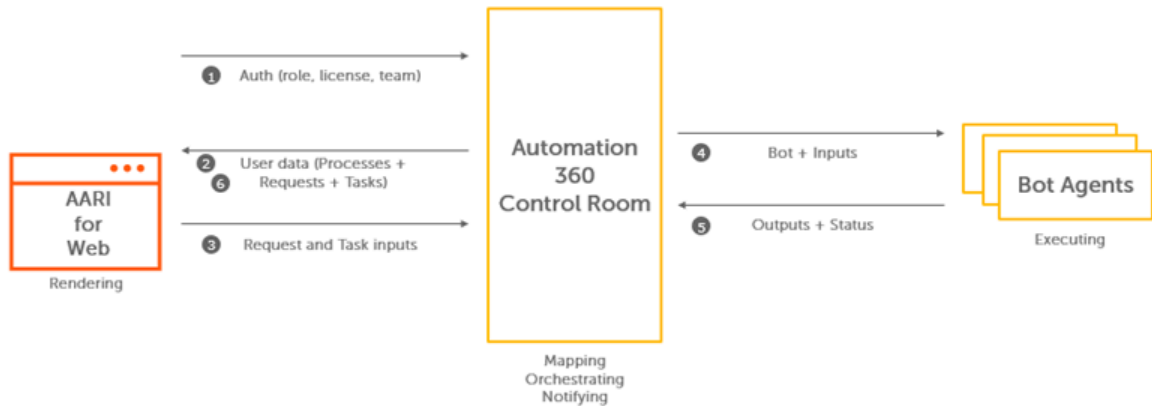 1 Auth (role, license, team)
2 User data (Processes +
6 Requests + Tasks)
3 Request and Task inputs
AARI
for
Web
Rendering
Automation
360
Control Room
Mapping
Orchestrating
Notifying
4 Bot + Inputs
5 Outputs + Status
Bot Agents
Executing